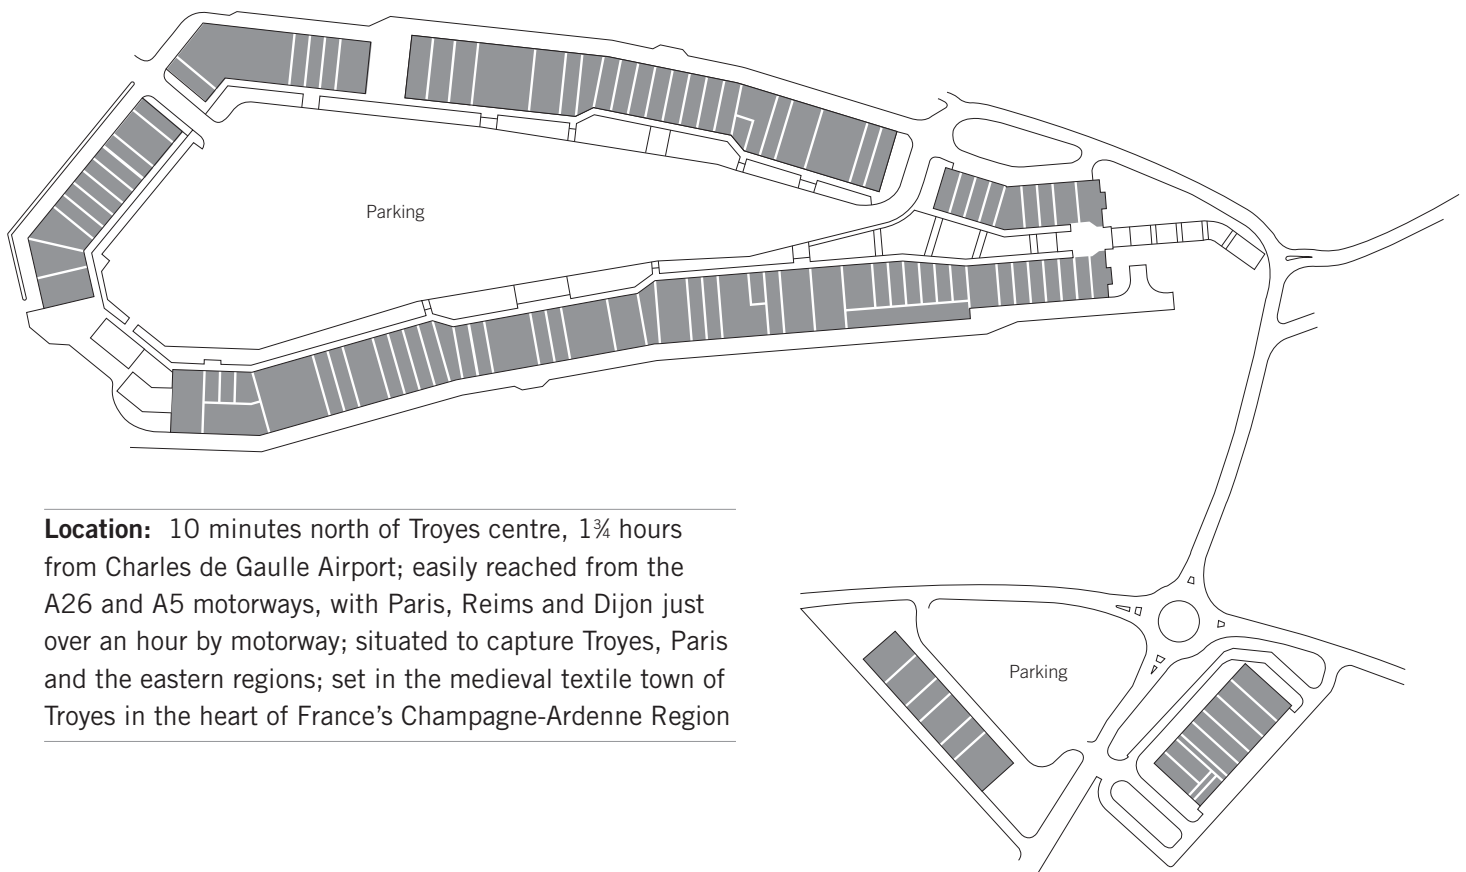 Parking
Location: 10 minutes north of Troyes centre, 1¾ hours
from Charles de Gaulle Airport; easily reached from the
A26 and A5 motorways, with Paris, Reims and Dijon just
over an hour by motorway; situated to capture Troyes, Paris
and the eastern regions; set in the medieval textile town of
Troyes in the heart of France’s Champagne-Ardenne Region
Parking